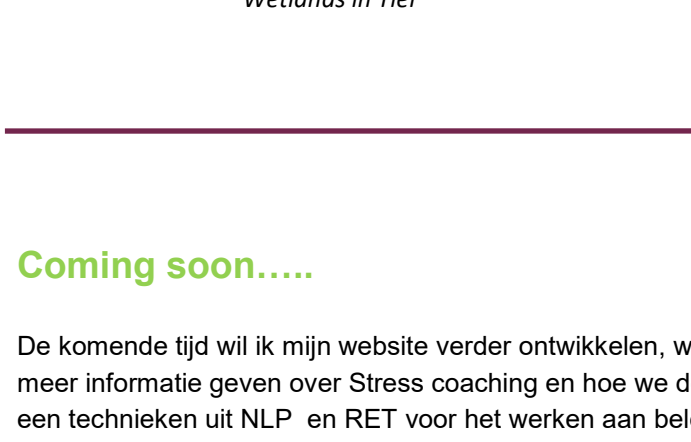 Wetlands in Tiel
Coming soon.....
De komende tijd wil ik mijn website verder ontwikkelen,
meer informatie geven over Stress coaching en hoe we
een technieken uit NLP en RET voor het werken aan